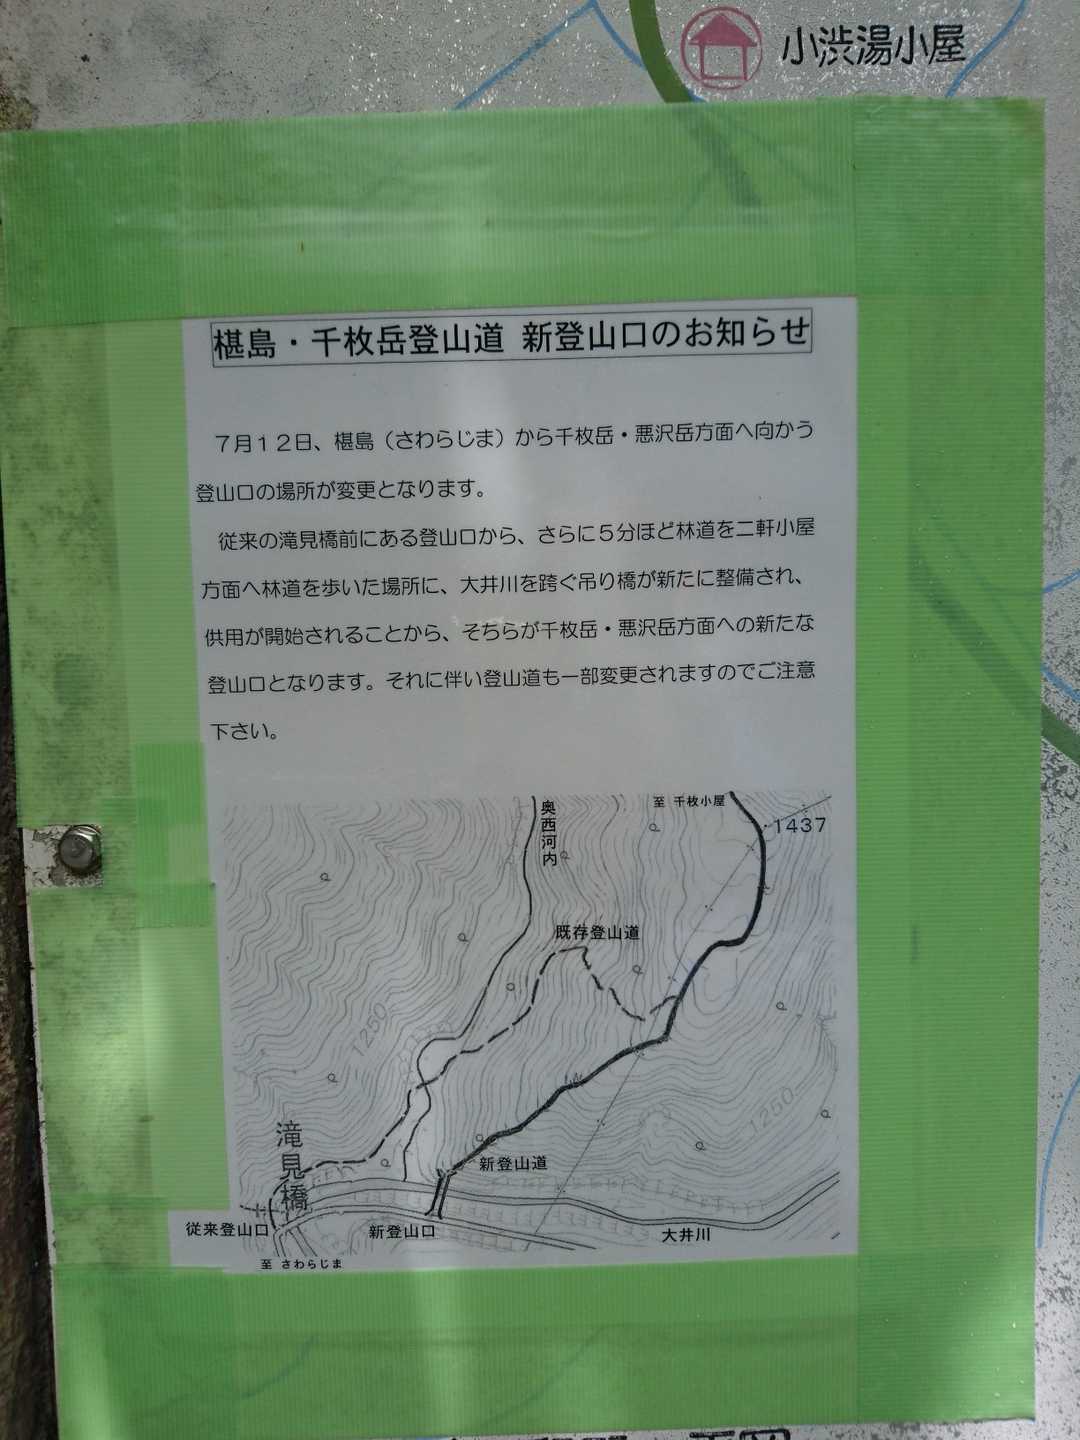 小渋湯小屋
椹島・千枚岳登山道 新登山口のお知らせ
7月12日、椹島（さわらじま）から千枚岳・悪沢岳方面へ向かう
登山口の場所が変更となります。
従来の滝見橋前にある登山口から、さらに5分ほど林道を二軒小屋
方面へ林道を歩いた場所に、大井川を跨ぐ吊り橋が新たに整備され、
供用が開始されることから、そちらが千枚岳・悪沢岳方面への新たな
登山口となります。それに伴い登山道も一部変更されますのでご注意
下さい。
奥西河内
至 千枚小屋
1437
既存登山道
1250
1250
滝見橋
新登山道
従来登山口
新登山口
大井川
至 さわらじま